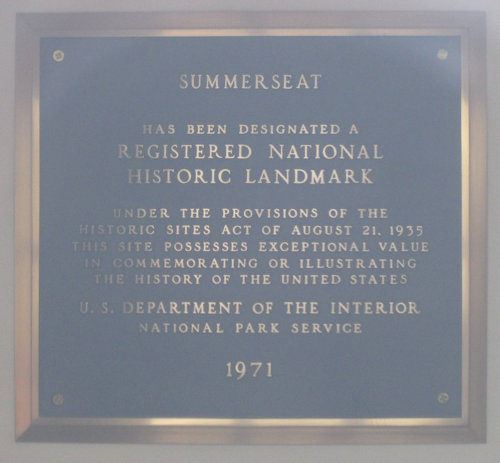 SUMMERSEAT
HAS BEEN DESIGNATED A
REGISTERED NATIONAL
HISTORIC LANDMARK
UNDER THE PROVISIONS OF THE
HISTORIC SITES ACT OF AUGUST 21, 1935
THIS SITE POSSESSES EXCEPTIONAL VALUE
IN COMMEMORATING OR ILLUSTRATING
THE HISTORY OF THE UNITED STATES
U. S. DEPARTMENT OF THE INTERIOR
NATIONAL PARK SERVICE
1971